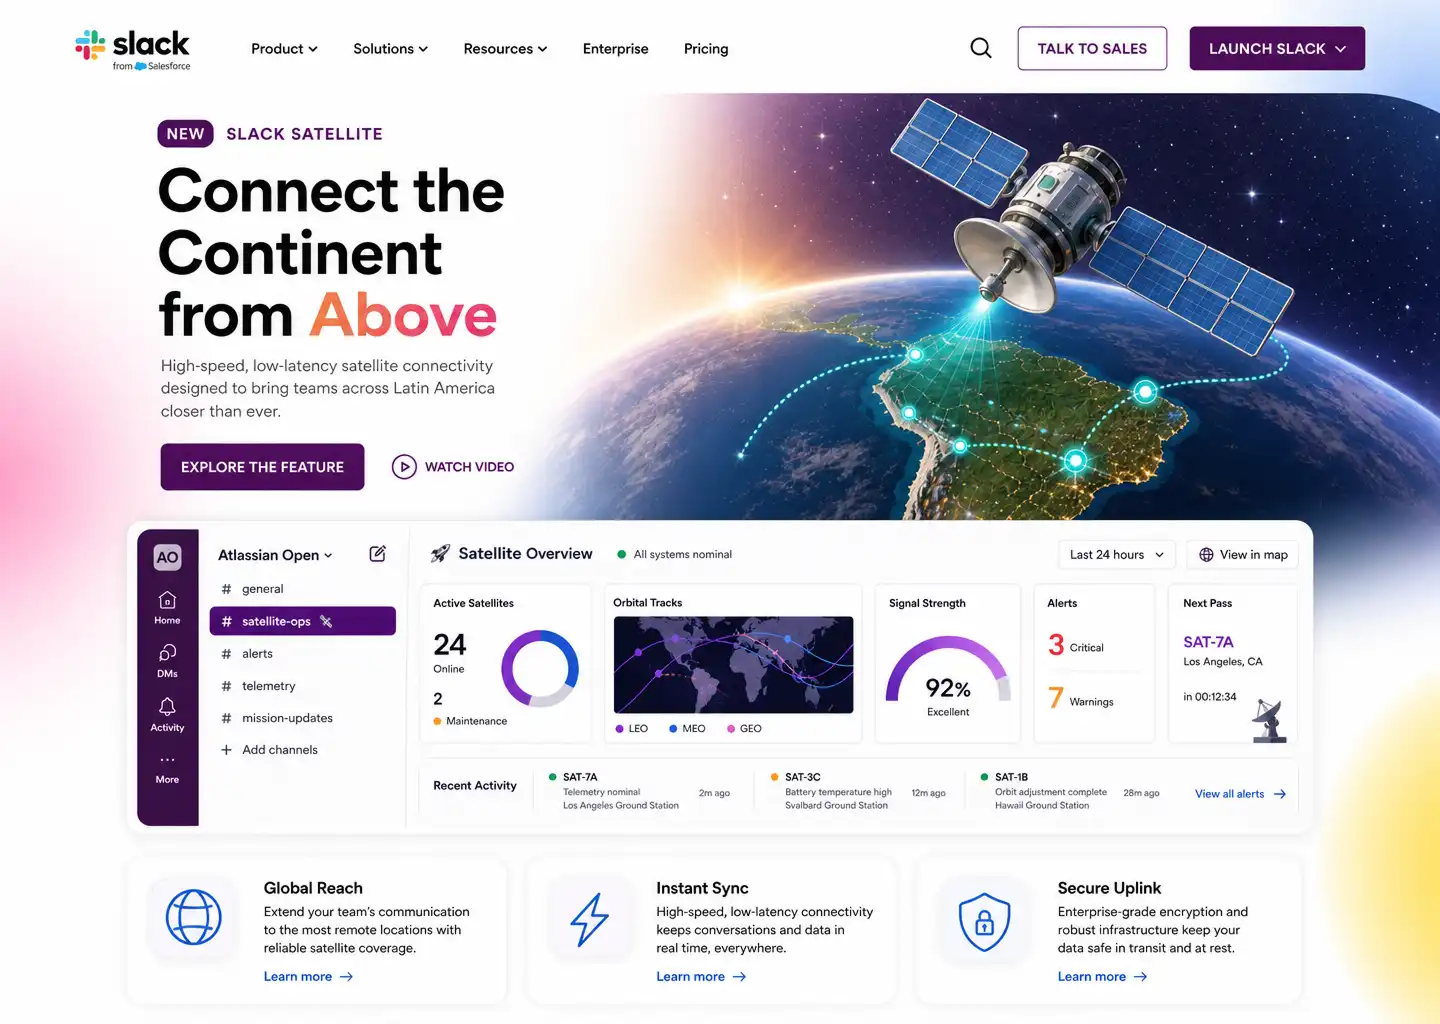 slack
from Salesforce
Product
Solutions
Resources
Enterprise
Pricing
TALK TO SALES
LAUNCH SLACK
NEW SLACK SATELLITE
Connect the
Continent
from Above
High-speed, low-latency satellite connectivity
designed to bring teams across Latin America
closer than ever.
EXPLORE THE FEATURE
WATCH VIDEO
AO
Home
DMs
Activity
More
Atlassian Open
# general
# satellite-ops
# alerts
# telemetry
# mission-updates
+ Add channels
Satellite Overview
All systems nominal
Last 24 hours
View in map
Active Satellites
24
Online
2
Maintenance
Orbital Tracks
LEO
MEO
GEO
Signal Strength
92%
Excellent
Alerts
3 Critical
7 Warnings
Next Pass
SAT-7A
Los Angeles, CA
in 00:12:34
Recent Activity
SAT-7A
Telemetry nominal
Los Angeles Ground Station
2m ago
SAT-3C
Battery temperature high
Svalbard Ground Station
12m ago
SAT-1B
Orbit adjustment complete
Hawaii Ground Station
28m ago
View all alerts →
Global Reach
Extend your team's communication
to the most remote locations with
reliable satellite coverage.
Learn more →
Instant Sync
High-speed, low-latency connectivity
keeps conversations and data in
real time, everywhere.
Learn more →
Secure Uplink
Enterprise-grade encryption and
robust infrastructure keep your
data safe in transit and at rest.
Learn more →